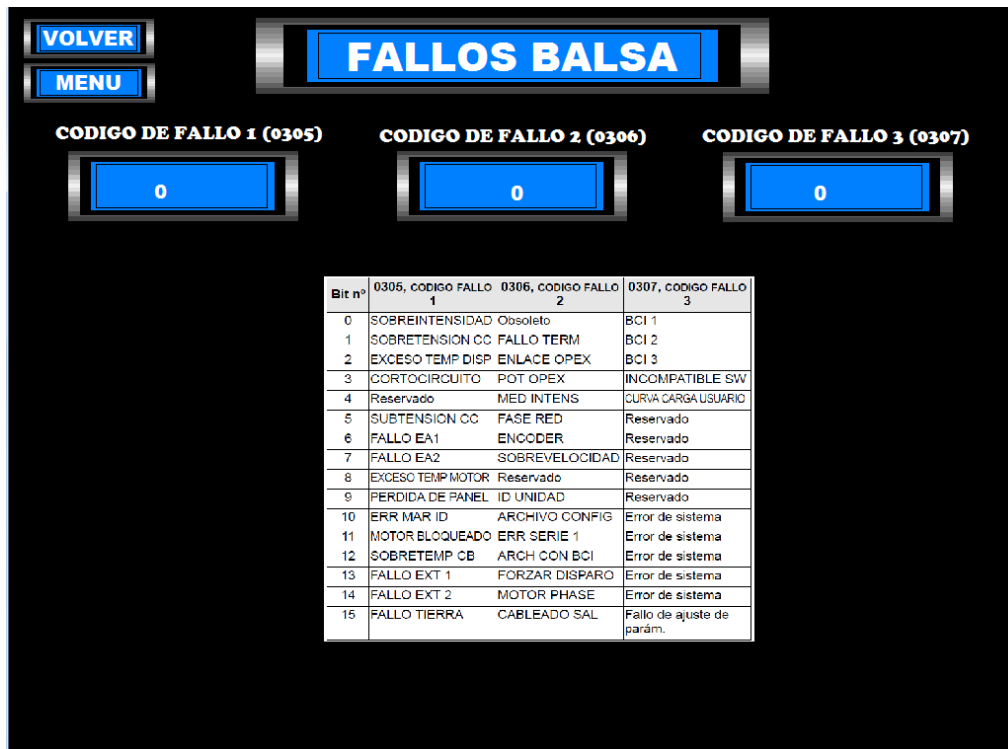 VOLVER
FALLOS BALSA
MENU
CODIGO DE FALLO 1 (0305) CODIGO DE FALLO 2 (0306) CODIGO DE FALLO 3 (0307)
0 0 0
Bit nº 0305, CODIGO FALLO 1 0306, CODIGO FALLO 2 0307, CODIGO FALLO 3
0 SOBREINTENSIDAD Obsoleto BCI 1
1 SOBRETENSION CC FALLO TERM BCI 2
2 EXCESO TEMP DISP ENLACE OPEX BCI 3
3 CORTOCIRCUITO POT OPEX INCOMPATIBLE SW
4 Reservado MED INTENS CURVA CARGA USUARIO
5 SUBTENSION CC FASE RED Reservado
6 FALLO EA1 ENCODER Reservado
7 FALLO EA2 SOBREVELOCIDAD Reservado
8 EXCESO TEMP MOTOR Reservado Reservado
9 PERDIDA DE PANEL ID UNIDAD Reservado
10 ERR MAR ID ARCHIVO CONFIG Error de sistema
11 MOTOR BLOQUEADO ERR SERIE 1 Error de sistema
12 SOBRETEMP CB ARCH CON BCI Error de sistema
13 FALLO EXT 1 FORZAR DISPARO Error de sistema
14 FALLO EXT 2 MOTOR PHASE Error de sistema
15 FALLO TIERRA CABLEADO SAL Fallo de ajuste de
parám.